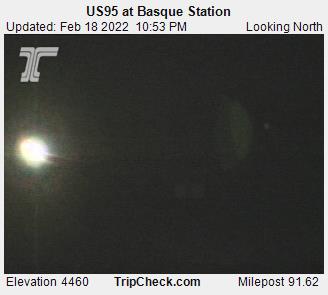 US95 at Basque Station
Updated: Feb 18 2022 10:53 PM Looking North
Elevation 4460 TripCheck.com Milepost 91.62